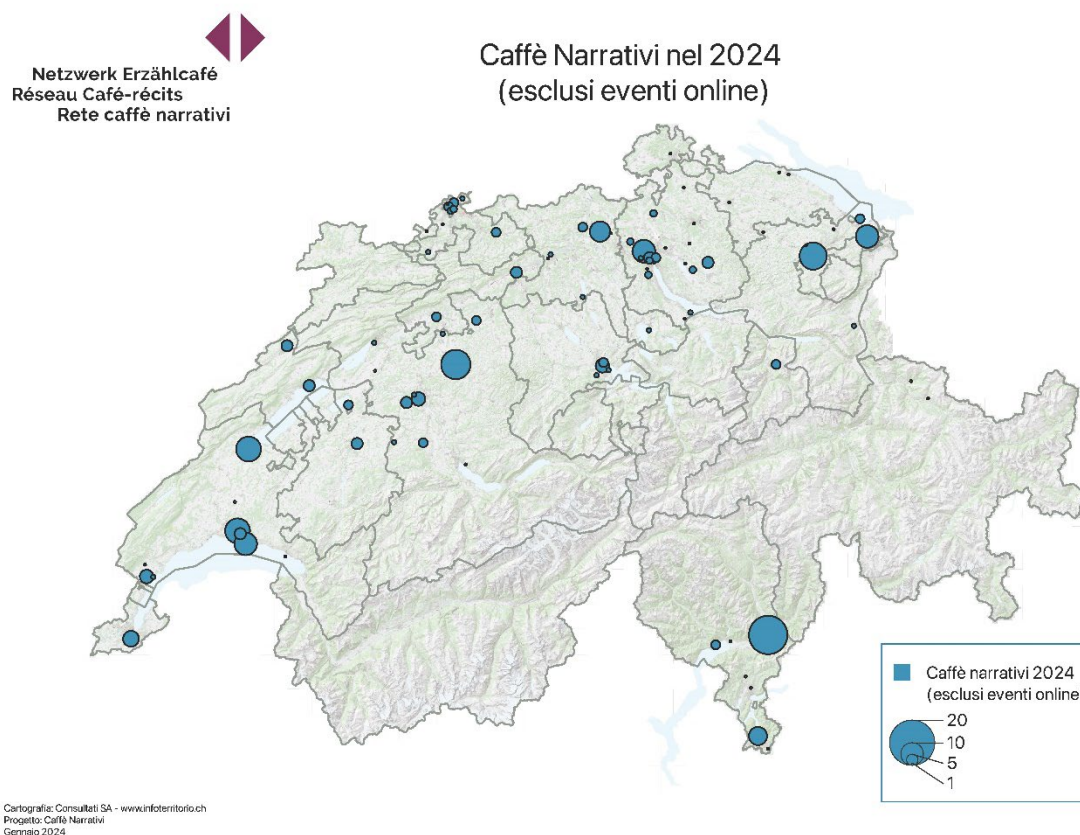 Netzwerk Erzählcafé
Réseau Café-récits
Rete caffè narrativi
Caffè Narrativi nel 2024
(esclusi eventi online)
Caffè narrativi 2024
(esclusi eventi online
20
10
5
1
Cartografia: Consultati SA - www.infoterritorio.ch
Progetto: Caffè Narrativi
Gennaio 2024